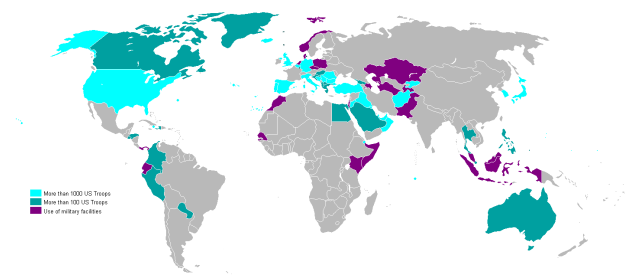 More than 1000 US Troops
More than 100 US Troops
Use of military facilities